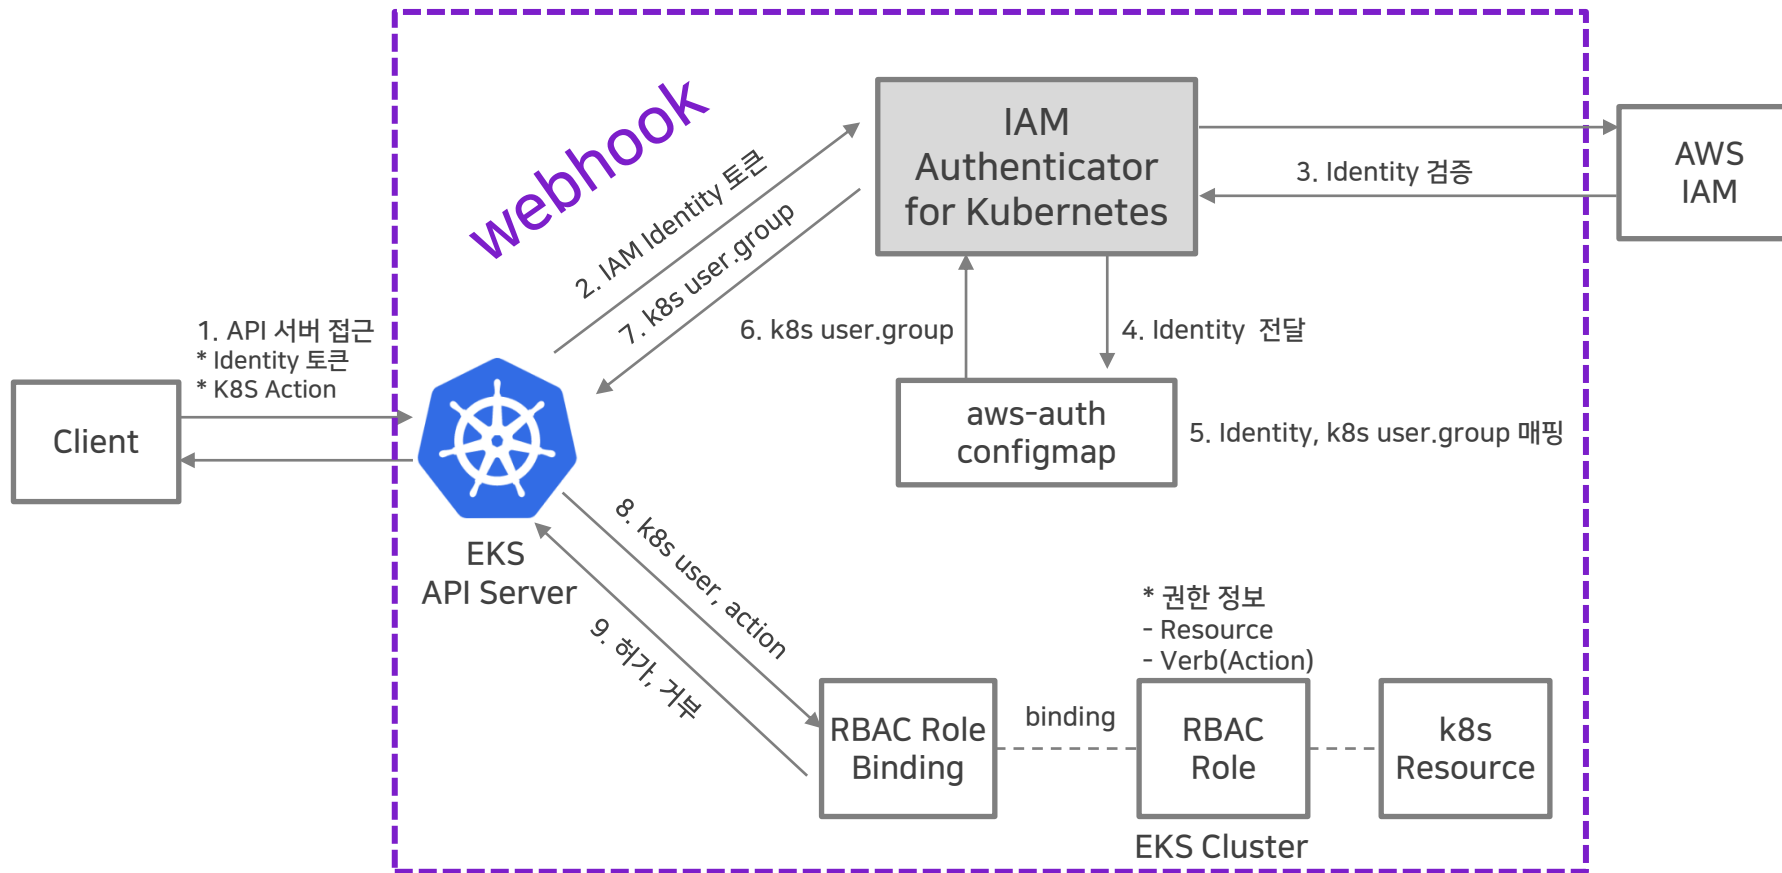 webhook
IAM
Authenticator
for Kubernetes
AWS
IAM
3. Identity 검증
2. IAM Identity 토큰
7. k8s user.group
1. API 서버 접근
* Identity 토큰
* K8S Action
6. k8s user.group
4. Identity 전달
Client
aws-auth
configmap
5. Identity, k8s user.group 매핑
EKS
API Server
8. k8s user, action
9. 허가, 거부
* 권한 정보
- Resource
- Verb(Action)
RBAC Role
Binding
binding
RBAC
Role
k8s
Resource
EKS Cluster